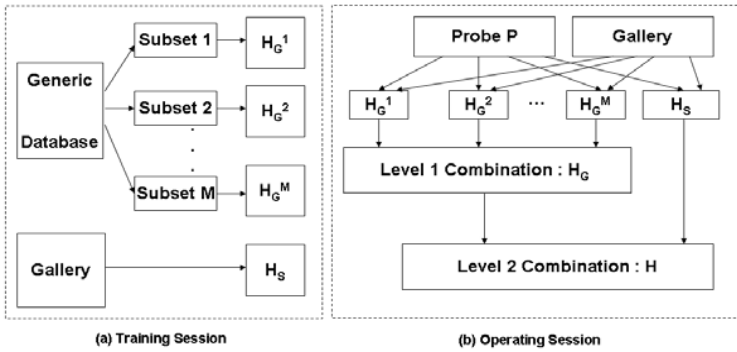 Generic
Database
Subset 1
H_G^1
Subset 2
H_G^2
.
.
.
Subset M
H_G^M
Gallery
H_S
(a) Training Session
Probe P
Gallery
H_G^1
H_G^2
...
H_G^M
H_S
Level 1 Combination : H_G
Level 2 Combination : H
(b) Operating Session